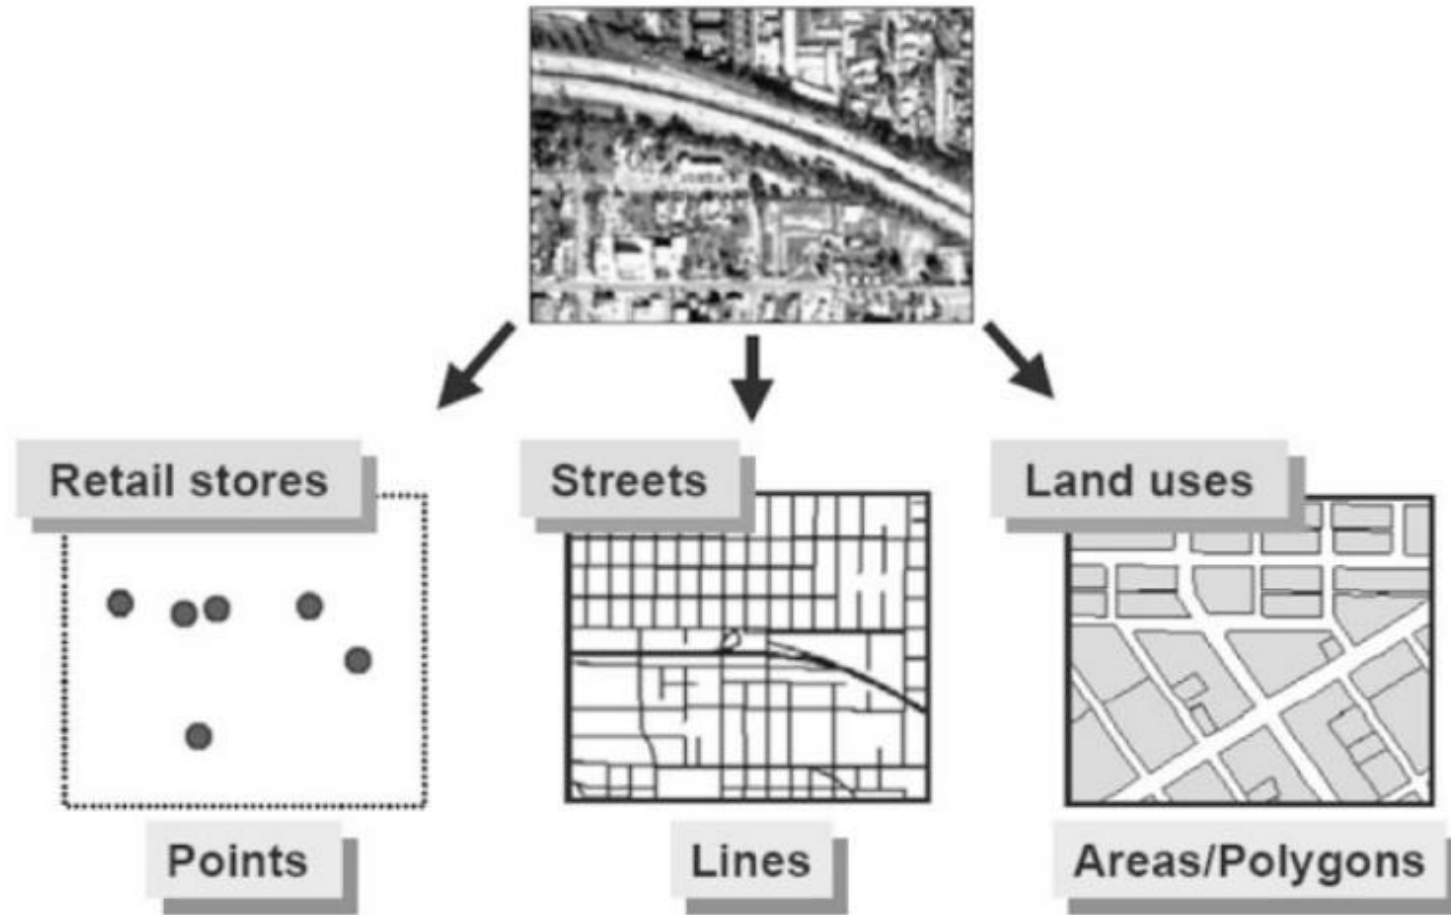 Retail stores
Streets
Land uses
Points
Lines
Areas/Polygons